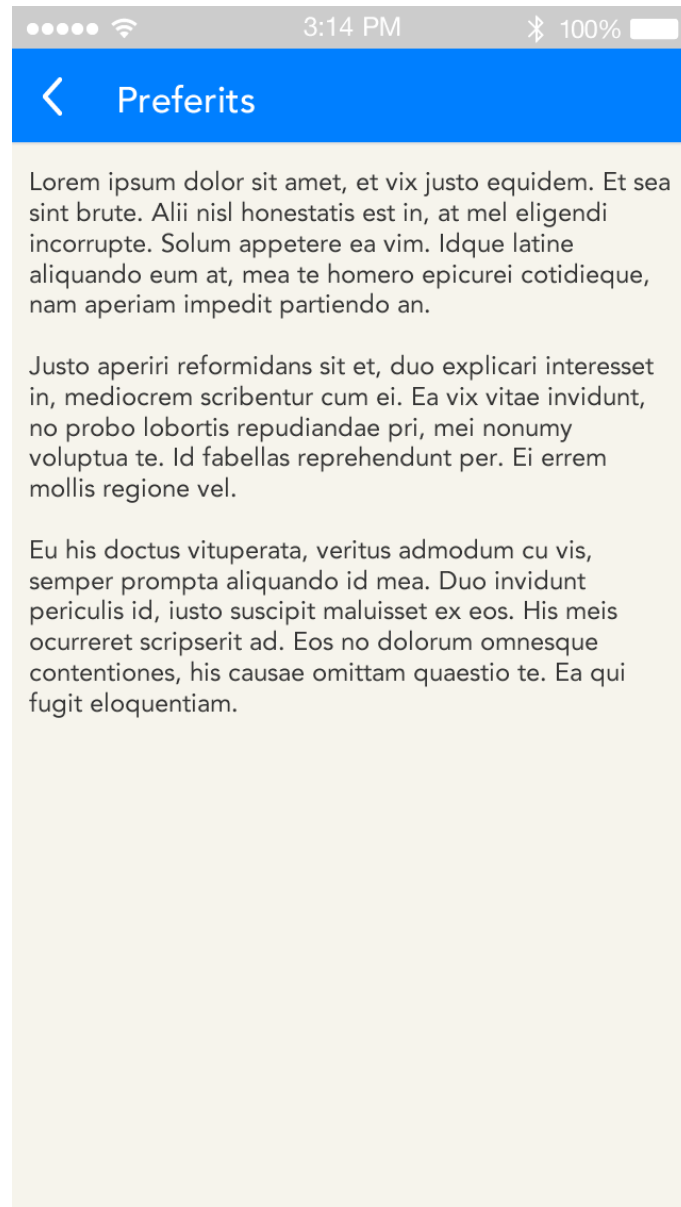 3:14 PM
100%
Preferits
Lorem ipsum dolor sit amet, et vix justo equidem. Et sea
sint brute. Alii nisl honestatis est in, at mel eligendi
incorrupte. Solum appetere ea vim. Idque latine
aliquando eum at, mea te homero epicurei cotidieque,
nam aperiam impedit partiendo an.
Justo aperiri reformidans sit et, duo explicari interesset
in, mediocrem scribentur cum ei. Ea vix vitae invidunt,
no probo lobortis repudiandae pri, mei nonumy
voluptua te. Id fabellas reprehendunt per. Ei errem
mollis regione vel.
Eu his doctus vituperata, veritus admodum cu vis,
semper prompta aliquando id mea. Duo invidunt
periculis id, iusto suscipit maluisset ex eos. His meis
ocurreret scripserit ad. Eos no dolorum omnesque
contentiones, his causae omittam quaestio te. Ea qui
fugit eloquentiam.